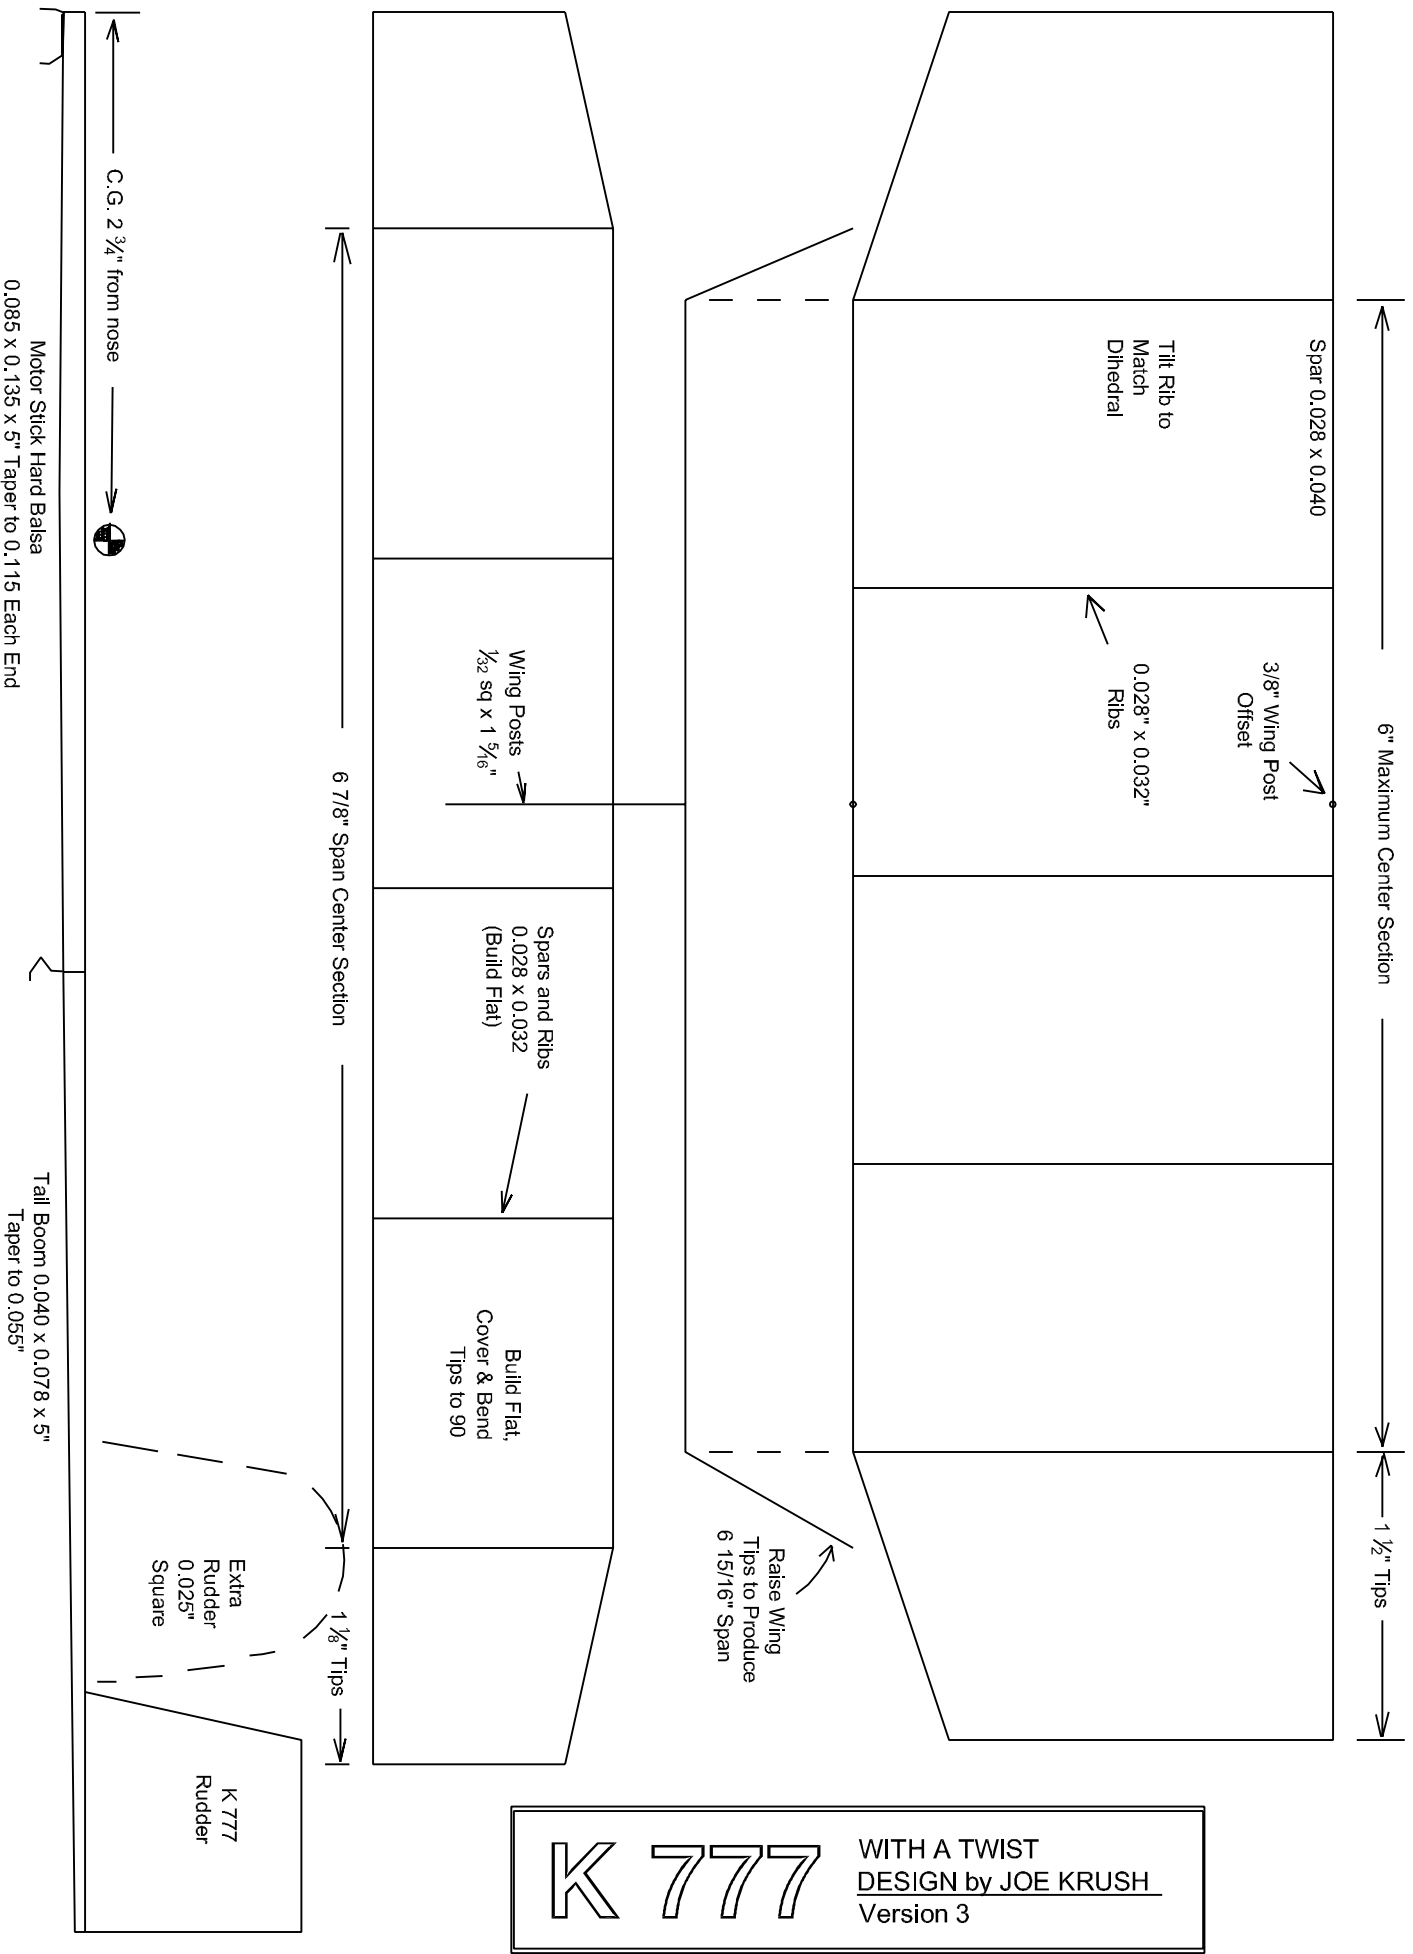 6" Maximum Center Section
1 ½" Tips
Spar 0.028 x 0.040
3/8" Wing Post
Offset
Tilt Rib to
Match
Dihedral
0.028" x 0.032"
Ribs
Raise Wing
Tips to Produce
6 15/16" Span
Wing Posts
1/32 sq x 1 5/16"
Spars and Ribs
0.028 x 0.032
(Build Flat)
Build Flat,
Cover & Bend
Tips to 90
6 7/8" Span Center Section
1 ⅛" Tips
C.G. 2 ¾" from nose
Motor Stick Hard Balsa
0.085 x 0.135 x 5" Taper to 0.115 Each End
Tail Boom 0.040 x 0.078 x 5"
Taper to 0.055"
Extra
Rudder
0.025"
Square
K 777
Rudder
K 777
WITH A TWIST
DESIGN by JOE KRUSH
Version 3